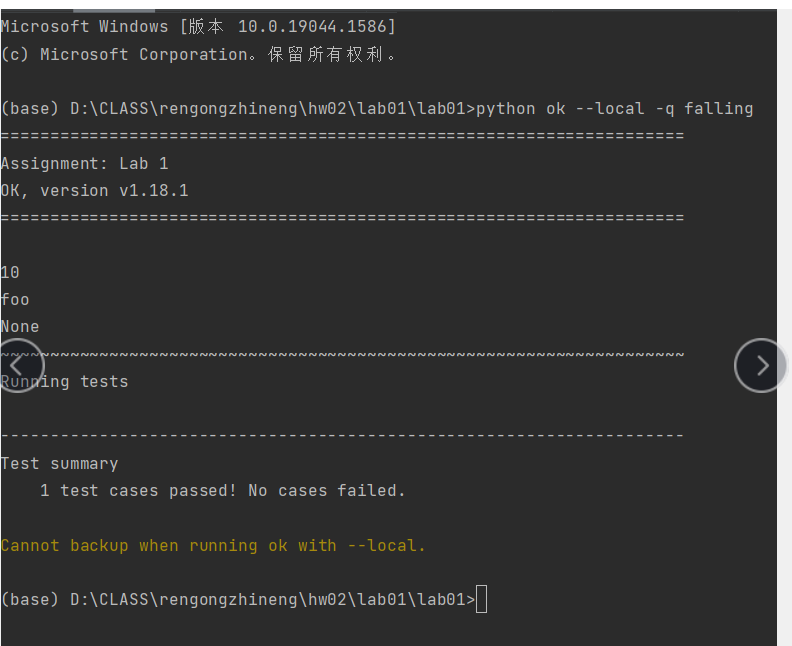 Microsoft Windows [版本 10.0.19044.1586]
(c) Microsoft Corporation。保留所有权利。
(base) D:\CLASS\rengongzhineng\hw02\lab01\lab01>python ok --local -q falling
=====================================================================
Assignment: Lab 1
OK, version v1.18.1
=====================================================================
10
foo
None
~~~~~~~~~~~~~~~~~~~~~~~~~~~~~~~~~~~~~~~~~~~~~~~~~~~~~~~~~~~~~~~~~~~~~
Running tests
---------------------------------------------------------------------
Test summary
    1 test cases passed! No cases failed.
Cannot backup when running ok with --local.
(base) D:\CLASS\rengongzhineng\hw02\lab01\lab01>